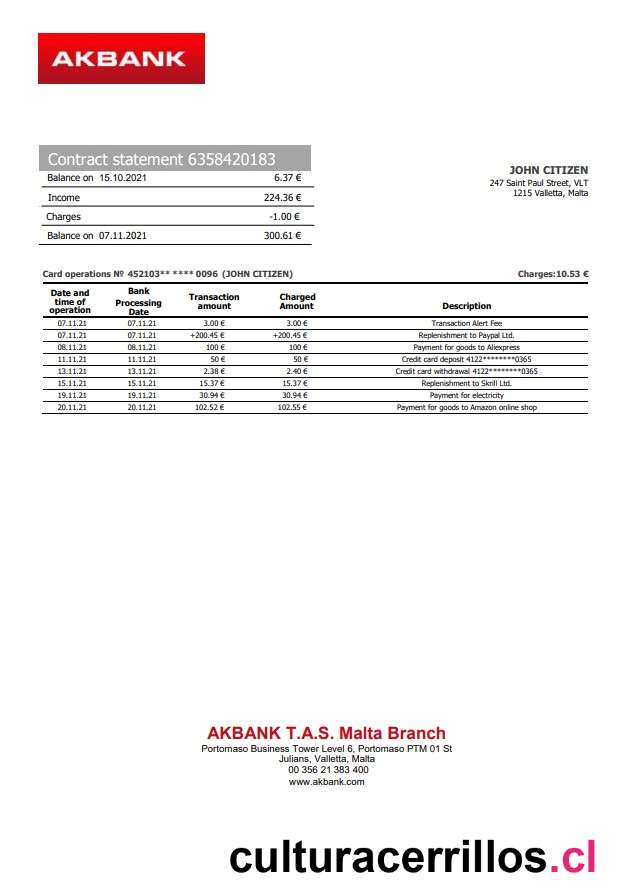 AKBANK
Contract statement 6358420183
Balance on 15.10.2021 6.37 €
Income 224.36 €
Charges -1.00 €
Balance on 07.11.2021 300.61 €
JOHN CITIZEN
247 Saint Paul Street, VLT
1215 Valletta, Malta
Card operations № 452103** **** 0096 (JOHN CITIZEN) Charges:10.53 €
Date and time of operation Bank Processing Date Transaction amount Charged Amount Description
07.11.21 07.11.21 3.00 € 3.00 € Transaction Alert Fee
07.11.21 07.11.21 +200.45 € +200.45 € Replenishment to Paypal Ltd.
08.11.21 08.11.21 100 € 100 € Payment for goods to Aliexpress
11.11.21 11.11.21 50 € 50 € Credit card deposit 4122********0365
13.11.21 13.11.21 2.38 € 2.40 € Credit card withdrawal 4122********0365
15.11.21 15.11.21 15.37 € 15.37 € Replenishment to Skrill Ltd.
19.11.21 19.11.21 30.94 € 30.94 € Payment for electricity
20.11.21 20.11.21 102.52 € 102.55 € Payment for goods to Amazon online shop
AKBANK T.A.S. Malta Branch
Portomaso Business Tower Level 6, Portomaso PTM 01 St
Julians, Valletta, Malta
00 356 21 383 400
www.akbank.com
culturacerrillos.cl